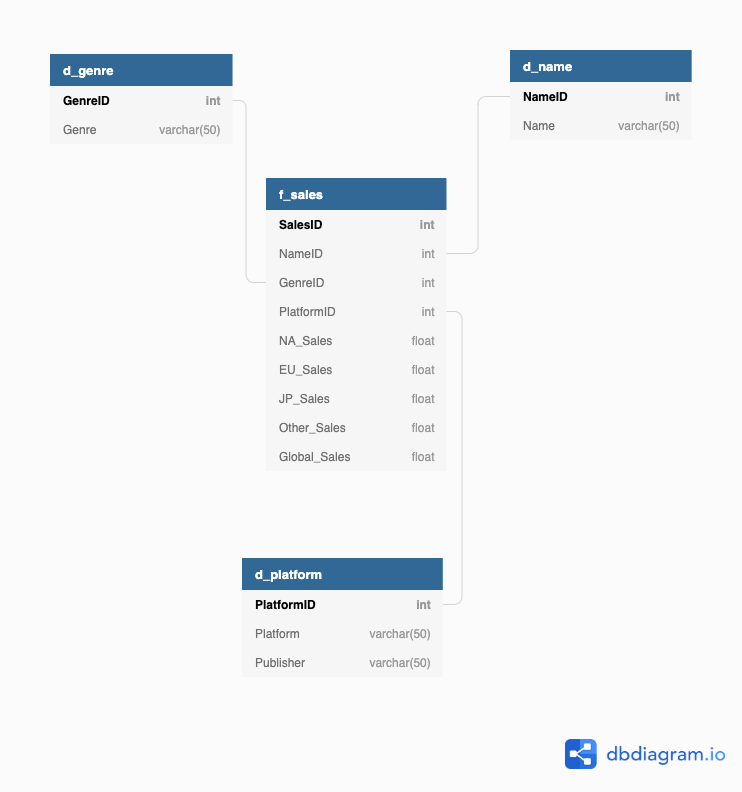 d_genre
GenreID int
Genre varchar(50)
d_name
NameID int
Name varchar(50)
f_sales
SalesID int
NameID int
GenreID int
PlatformID int
NA_Sales float
EU_Sales float
JP_Sales float
Other_Sales float
Global_Sales float
d_platform
PlatformID int
Platform varchar(50)
Publisher varchar(50)
dbdiagram.io